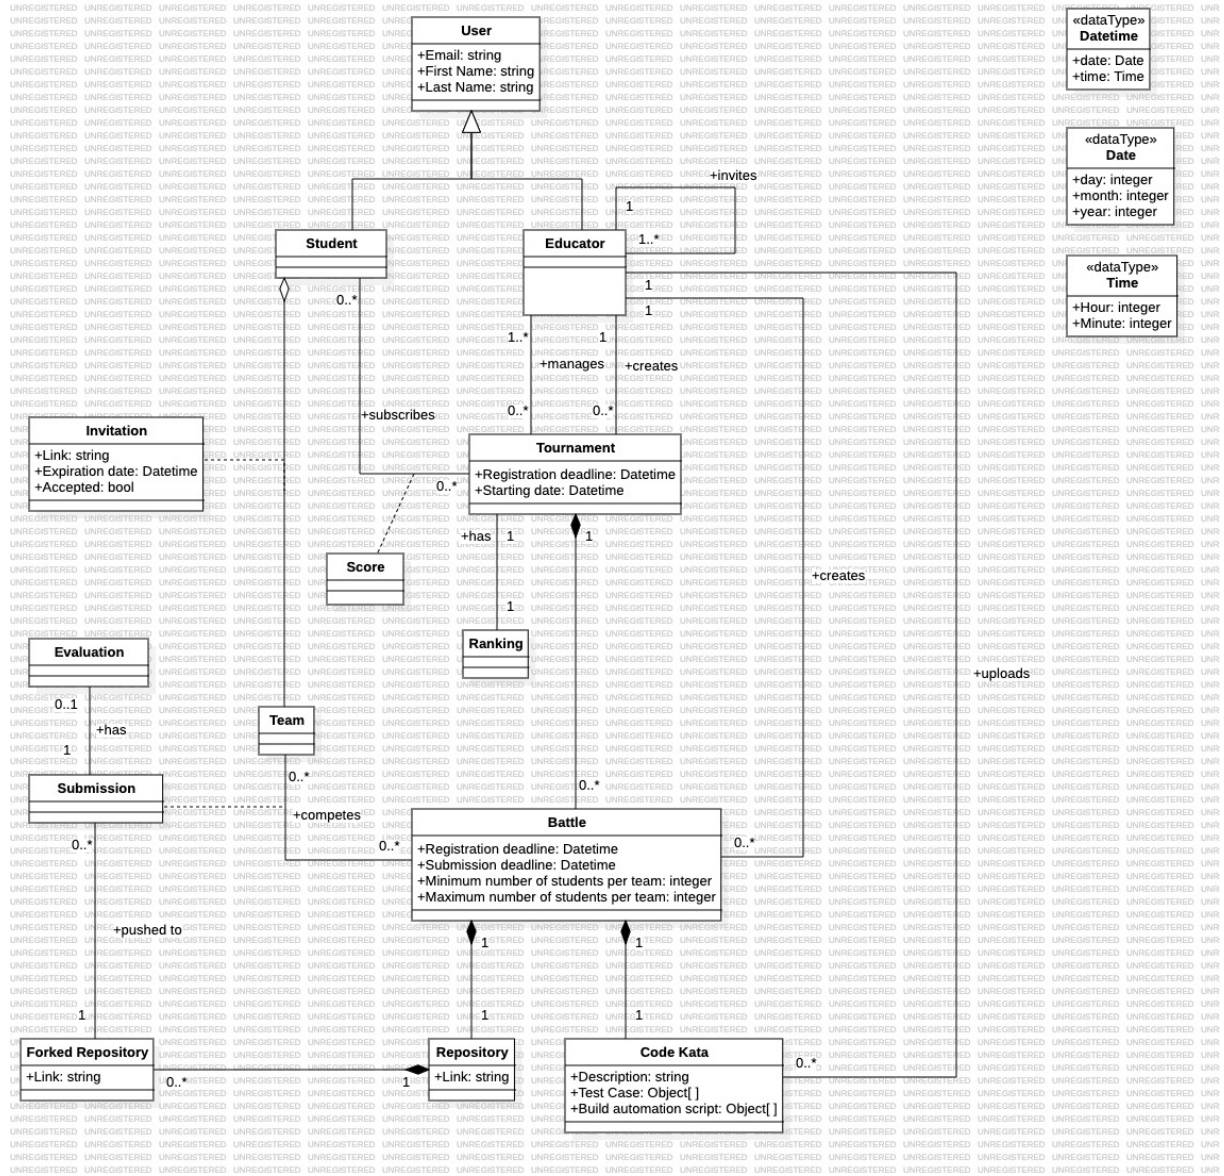 User
+Email: string
+First Name: string
+Last Name: string
«dataType»
Datetime
+date: Date
+time: Time
«dataType»
Date
+day: integer
+month: integer
+year: integer
«dataType»
Time
+Hour: integer
+Minute: integer
+invites
1
1..*
Student
Educator
0..*
1
1
1..*
1
+manages
+creates
0..*
0..*
+subscribes
0..*
Invitation
+Link: string
+Expiration date: Datetime
+Accepted: bool
Tournament
+Registration deadline: Datetime
+Starting date: Datetime
+has
1
1
1
Score
Ranking
+creates
+uploads
Evaluation
0..1
+has
1
Team
0..*
+competes
0..*
0..*
0..*
Submission
0..*
Battle
+Registration deadline: Datetime
+Submission deadline: Datetime
+Minimum number of students per team: integer
+Maximum number of students per team: integer
+pushed to
1
1
1
1
1
Forked Repository
+Link: string
0..*
1
Repository
+Link: string
Code Kata
+Description: string
+Test Case: Object[ ]
+Build automation script: Object[ ]
0..*
UNREGISTERED